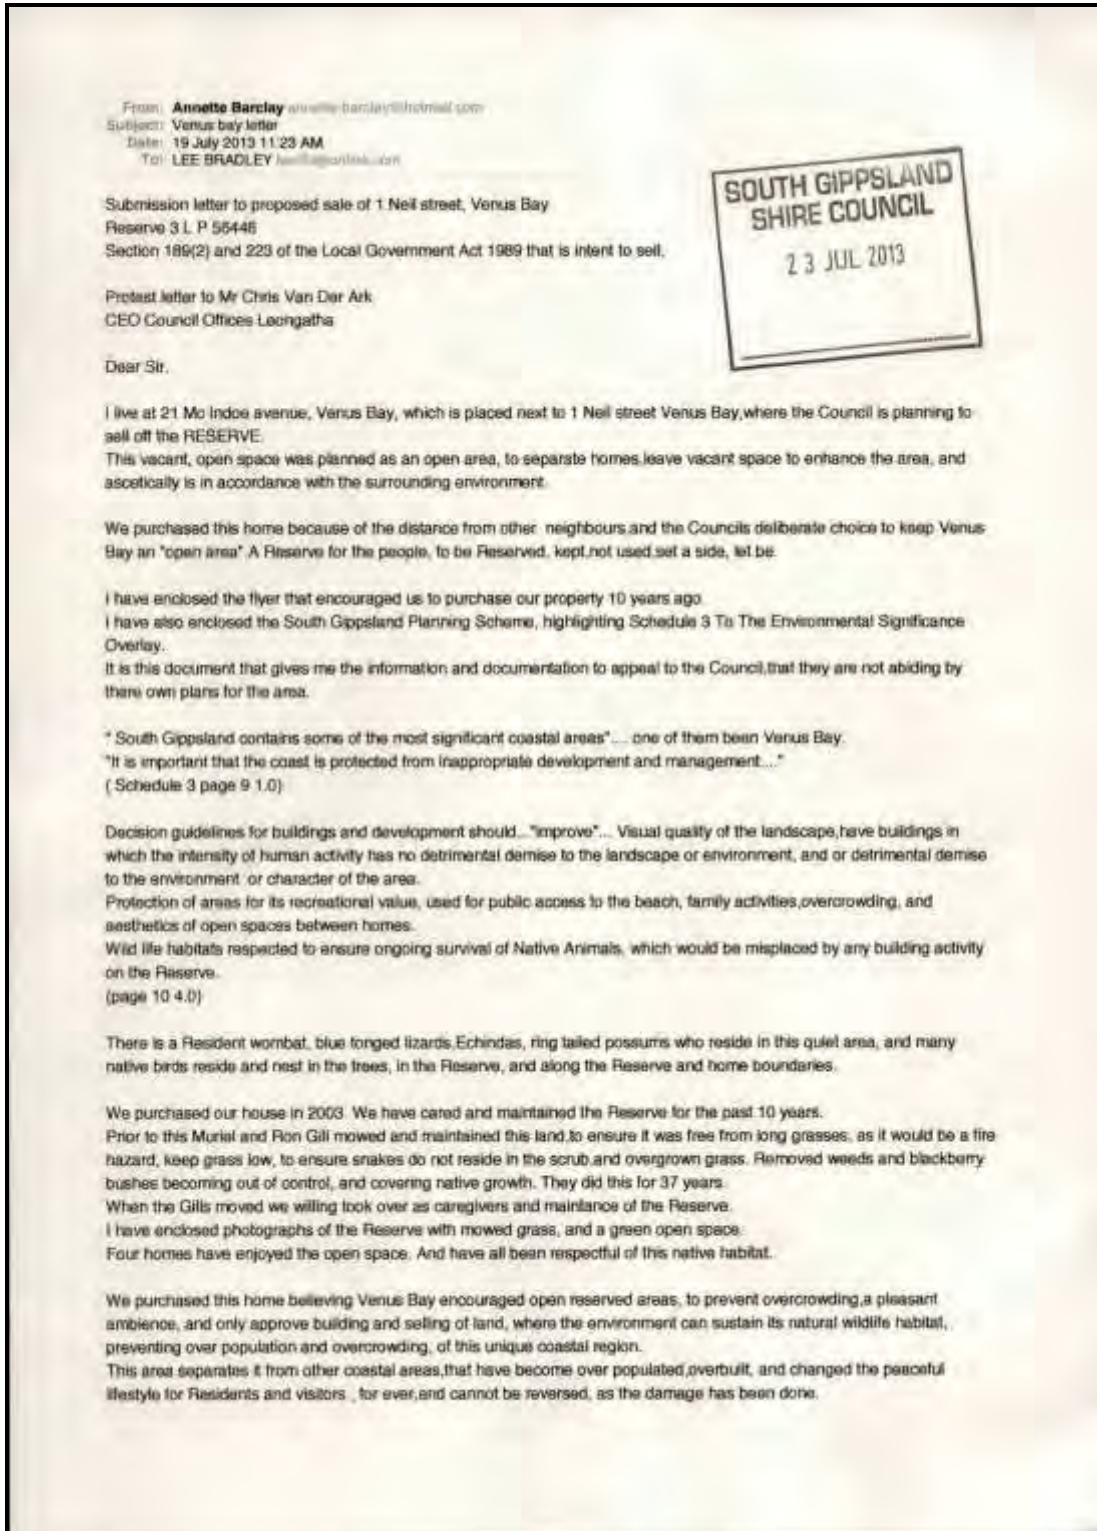 From: Annette Barclay
Subject: Venus bay letter
Date: 19 July 2013 11:23 AM
To: LEE BRADLEY
SOUTH GIPPSLAND
SHIRE COUNCIL
23 JUL 2013
Submission letter to proposed sale of 1 Neil street, Venus Bay
Reserve 3 L P 56446
Section 189(2) and 223 of the Local Government Act 1989 that is intent to sell.
Protest letter to Mr Chris Van Der Ark
CEO Council Offices Leongatha
Dear Sir.
I live at 21 Mc Indoe avenue, Venus Bay, which is placed next to 1 Neil street Venus Bay,where the Council is planning to
sell off the RESERVE.
This vacant, open space was planned as an open area, to separate homes,leave vacant space to enhance the area, and
ascetically is in accordance with the surrounding environment.
We purchased this home because of the distance from other neighbours,and the Councils deliberate choice to keep Venus
Bay an "open area".A Reserve for the people, to be Reserved, kept,not used,set a side, let be.
I have enclosed the flyer that encouraged us to purchase our property 10 years ago.
I have also enclosed the South Gippsland Planning Scheme, highlighting Schedule 3 To The Environmental Significance
Overlay.
It is this document that gives me the information and documentation to appeal to the Council,that they are not abiding by
there own plans for the area.
" South Gippsland contains some of the most significant coastal areas".... one of them been Venus Bay.
"It is important that the coast is protected from inappropriate development and management...."
( Schedule 3 page 9 1.0)
Decision guidelines for buildings and development should... "improve"... Visual quality of the landscape,have buildings in
which the intensity of human activity has no detrimental demise to the landscape or environment, and or detrimental demise
to the environment or character of the area.
Protection of areas for its recreational value, used for public access to the beach, family activities,overcrowding, and
aesthetics of open spaces between homes.
Wild life habitats respected to ensure ongoing survival of Native Animals, which would be misplaced by any building activity
on the Reserve.
(page 10 4.0)
There is a Resident wombat, blue tonged lizards,Echindas, ring tailed possums who reside in this quiet area, and many
native birds reside and nest in the trees, in the Reserve, and along the Reserve and home boundaries.
We purchased our house in 2003. We have cared and maintained the Reserve for the past 10 years.
Prior to this Muriel and Ron Gill mowed and maintained this land,to ensure it was free from long grasses, as it would be a fire
hazard, keep grass low, to ensure snakes do not reside in the scrub,and overgrown grass. Removed weeds and blackberry
bushes becoming out of control, and covering native growth. They did this for 37 years.
When the Gills moved we willing took over as caregivers and maintance of the Reserve.
I have enclosed photographs of the Reserve with mowed grass, and a green open space.
Four homes have enjoyed the open space. And have all been respectful of this native habitat.
We purchased this home believing Venus Bay encouraged open reserved areas, to prevent overcrowding,a pleasant
ambience, and only approve building and selling of land, where the environment can sustain its natural wildlife habitat,
preventing over population and overcrowding, of this unique coastal region.
This area separates it from other coastal areas,that have become over populated,overbuilt, and changed the peaceful
lifestyle for Residents and visitors , for ever,and cannot be reversed, as the damage has been done.